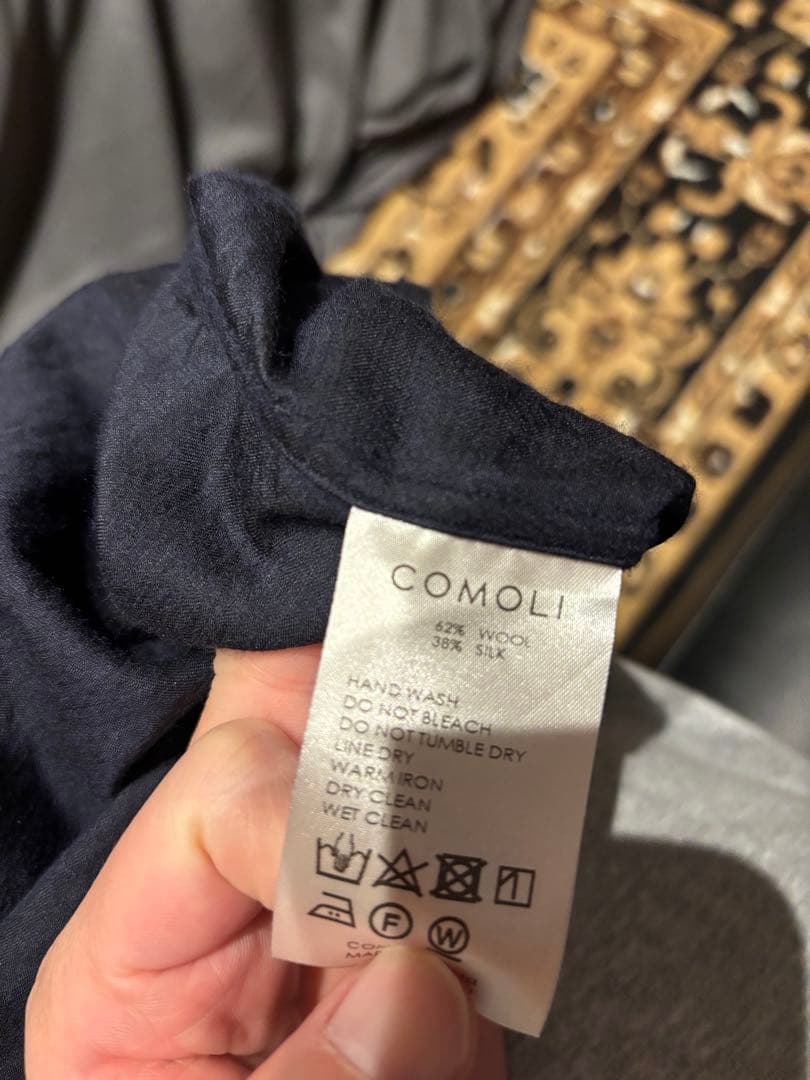 COMOLI
62% WOOL
38% SILK
HAND WASH
DO NOT BLEACH
DO NOT TUMBLE DRY
LINE DRY
WARM IRON
DRY CLEAN
WET CLEAN
F
W